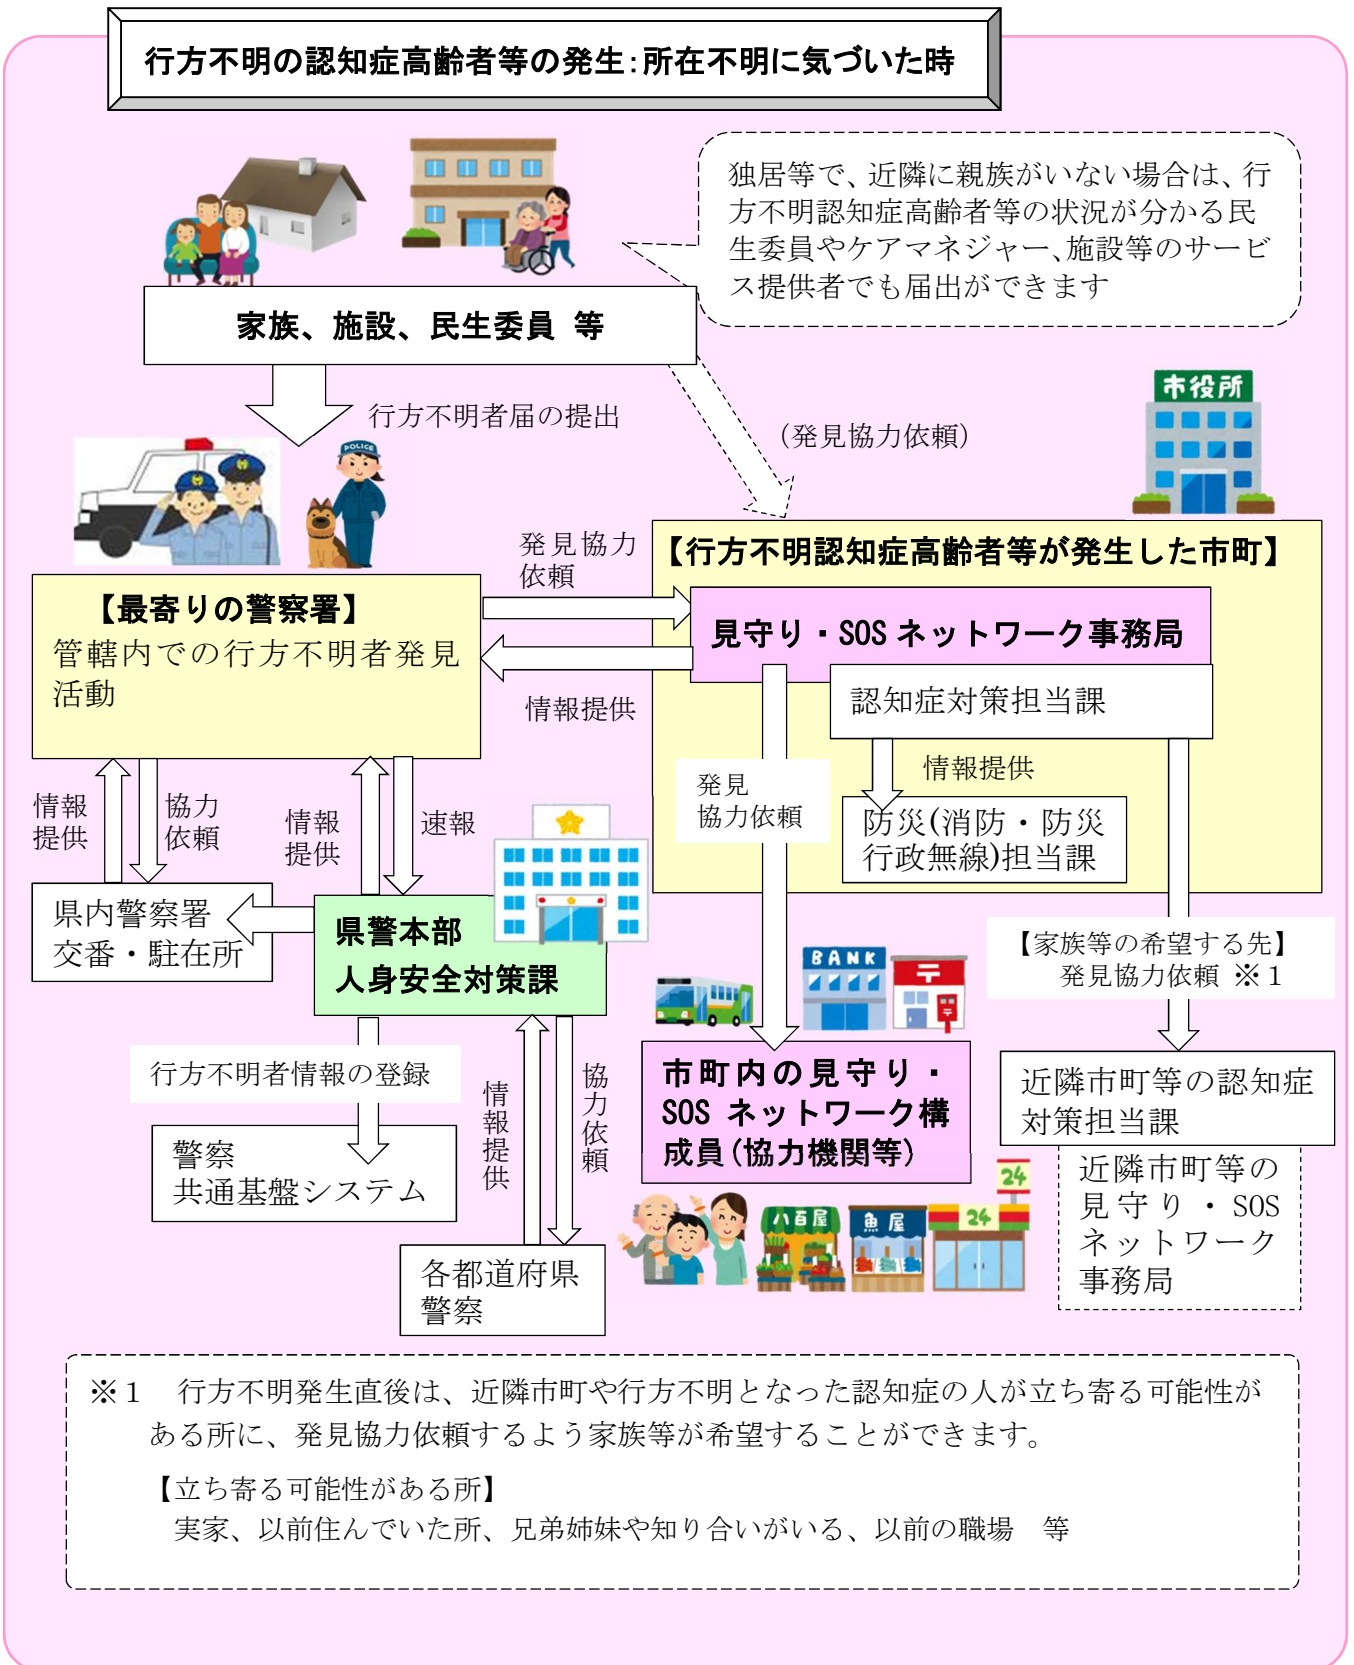 行方不明の認知症高齢者等の発生：所在不明に気づいた時
独居等で、近隣に親族がいない場合は、行
方不明認知症高齢者等の状況が分かる民
生委員やケアマネジャー、施設等のサービ
ス提供者でも届出ができます
家族、施設、民生委員 等
行方不明者届の提出
(発見協力依頼)
市役所
POLICE
発見協力
依頼
【行方不明認知症高齢者等が発生した市町】
【最寄りの警察署】
管轄内での行方不明者発見
活動
見守り・SOS ネットワーク事務局
情報提供
認知症対策担当課
発見
協力依頼
情報提供
防災(消防・防災
行政無線)担当課
情報
提供
協力
依頼
情報
提供
速報
県内警察署
交番・駐在所
県警本部
人身安全対策課
【家族等の希望する先】
発見協力依頼 ※１
BANK
〒
行方不明者情報の登録
情報提供
協力依頼
市町内の見守り・
SOS ネットワーク構
成員(協力機関等)
近隣市町等の認知症
対策担当課
警察
共通基盤システム
近隣市町等の
見守り・SOS
ネットワーク
事務局
24
八百屋
魚屋
24
各都道府県
警察
※１　行方不明発生直後は、近隣市町や行方不明となった認知症の人が立ち寄る可能性が
ある所に、発見協力依頼するよう家族等が希望することができます。
【立ち寄る可能性がある所】
実家、以前住んでいた所、兄弟姉妹や知り合いがいる、以前の職場　等